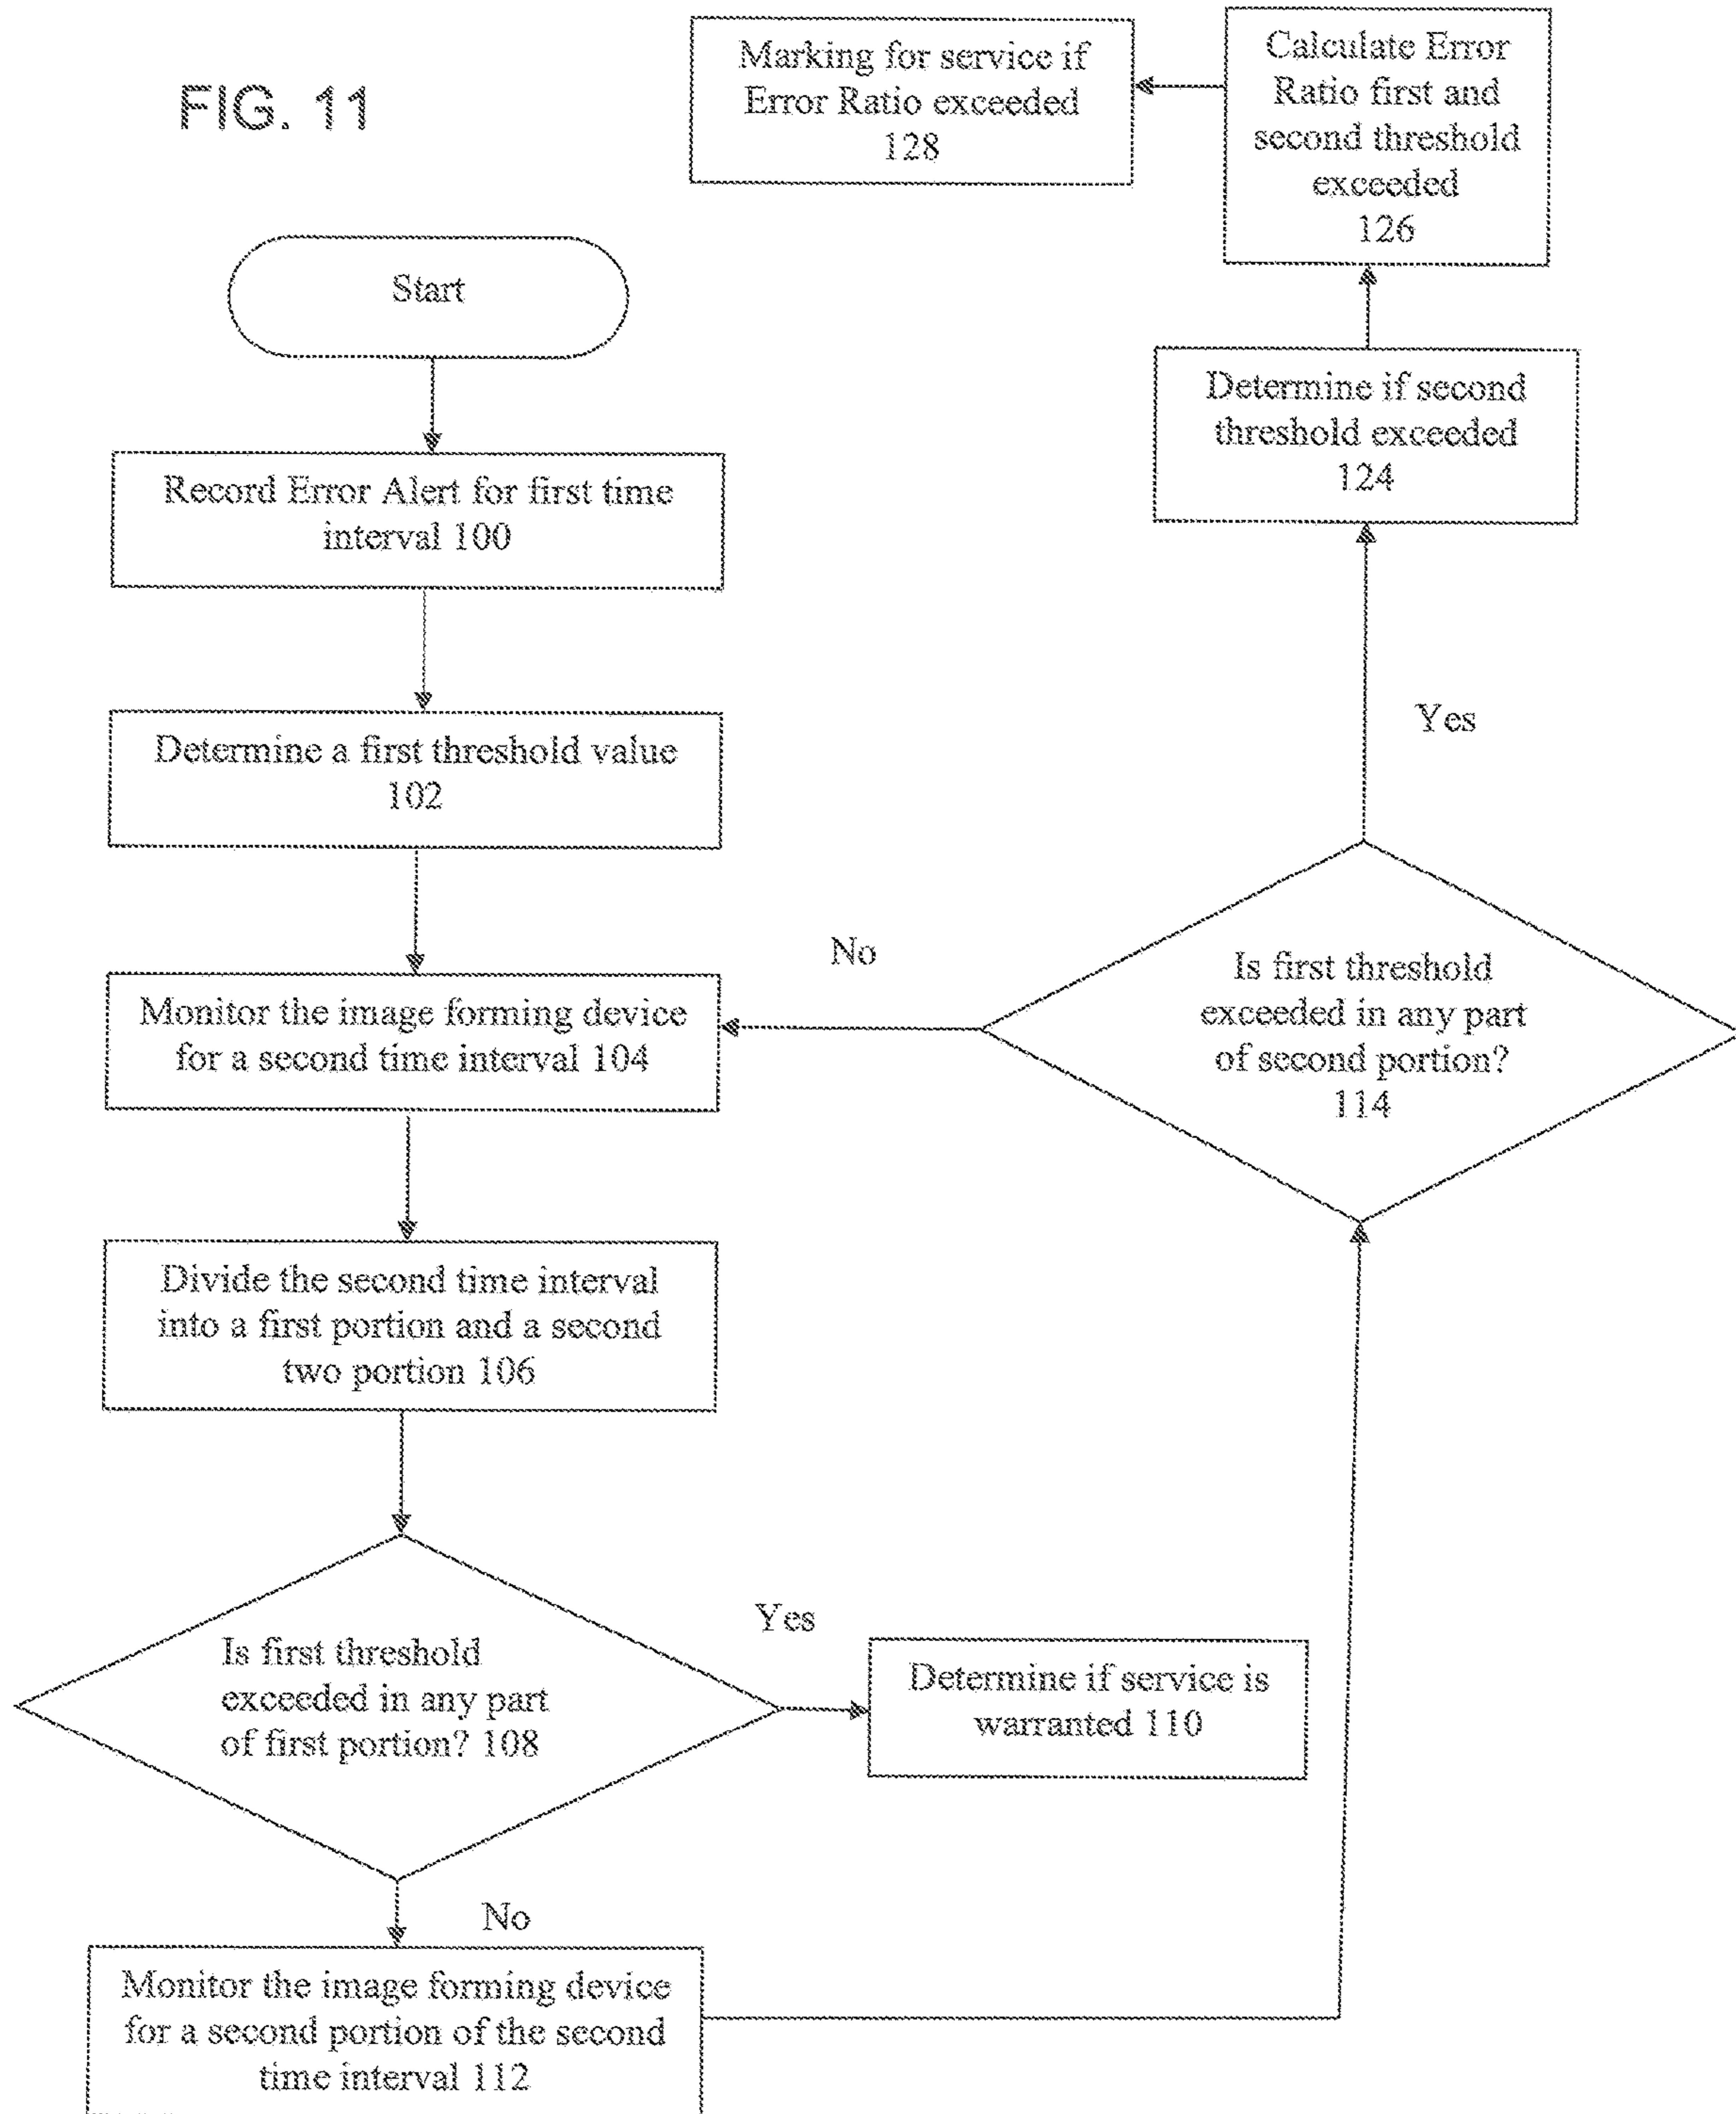 FIG. 11
Start
Record Error Alert for first time
interval 100
Determine a first threshold value
102
Monitor the image forming device
for a second time interval 104
Divide the second time interval
into a first portion and a second
two portion 106
Is first threshold
exceeded in any part
of first portion? 108
Yes
Determine if service is
warranted 110
No
Monitor the image forming device
for a second portion of the second
time interval 112
Is first threshold
exceeded in any part
of second portion?
114
No
Yes
Determine if second
threshold exceeded
124
Calculate Error
Ratio first and
second threshold
exceeded
126
Marking for service if
Error Ratio exceeded
128